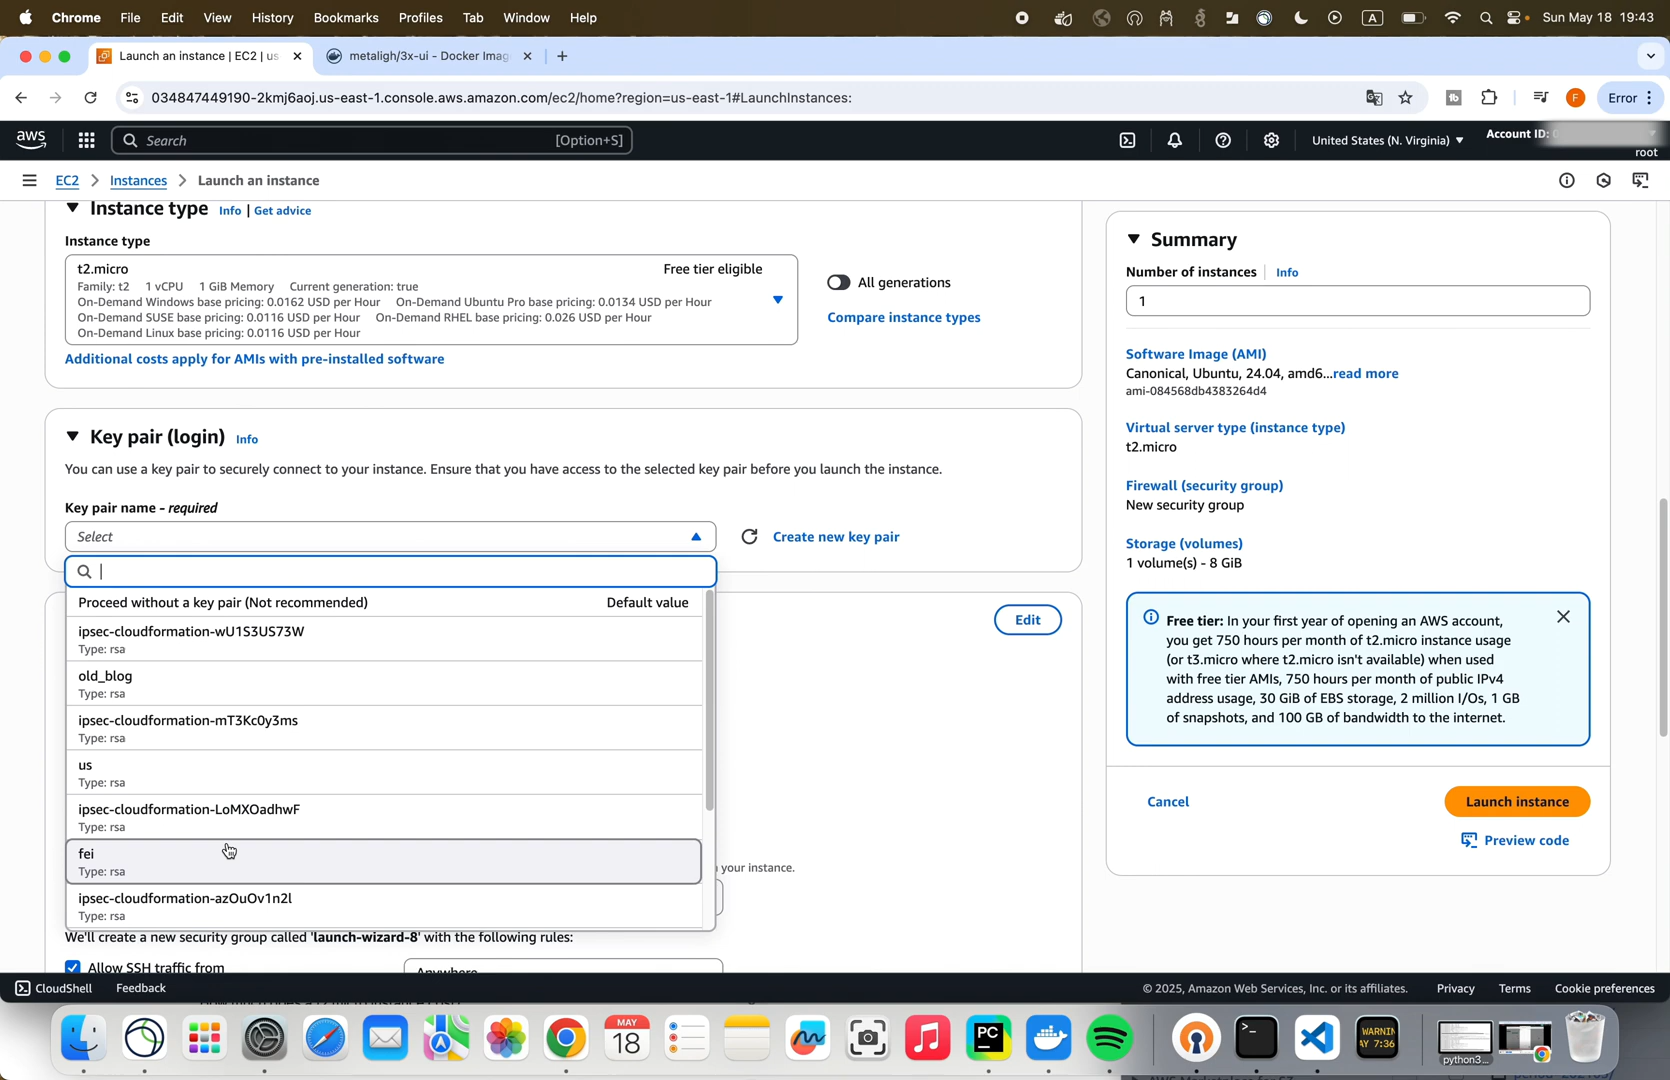 Chrome File Edit View History Bookmarks Profiles Tab Window Help
A
Sun May 18 19:43
Launch an instance | EC2 | us
metaligh/3x-ui - Docker Imag
034847449190-2kmj6aoj.us-east-1.console.aws.amazon.com/ec2/home?region=us-east-1#LaunchInstances:
F
Error
aws
Search
[Option+S]
United States (N. Virginia)
Account ID:
root
EC2
Instances
Launch an instance
Instance type Info | Get advice
Instance type
t2.micro Free tier eligible
Family: t2 1 vCPU 1 GiB Memory Current generation: true
On-Demand Windows base pricing: 0.0162 USD per Hour On-Demand Ubuntu Pro base pricing: 0.0134 USD per Hour
On-Demand SUSE base pricing: 0.0116 USD per Hour On-Demand RHEL base pricing: 0.026 USD per Hour
On-Demand Linux base pricing: 0.0116 USD per Hour
All generations
Compare instance types
Additional costs apply for AMIs with pre-installed software
Key pair (login) Info
You can use a key pair to securely connect to your instance. Ensure that you have access to the selected key pair before you launch the instance.
Key pair name - required
Select
Create new key pair
Proceed without a key pair (Not recommended) Default value
ipsec-cloudformation-wU1S3US73W
Type: rsa
old_blog
Type: rsa
ipsec-cloudformation-mT3Kc0y3ms
Type: rsa
us
Type: rsa
ipsec-cloudformation-LoMXOadhwF
Type: rsa
fei
Type: rsa
ipsec-cloudformation-azOuOv1n2l
Type: rsa
Edit
your instance.
We'll create a new security group called 'launch-wizard-8' with the following rules:
Allow SSH traffic from
Anywhere
Summary
Number of instances Info
1
Software Image (AMI)
Canonical, Ubuntu, 24.04, amd6...read more
ami-084568db4383264d4
Virtual server type (instance type)
t2.micro
Firewall (security group)
New security group
Storage (volumes)
1 volume(s) - 8 GiB
Free tier: In your first year of opening an AWS account,
you get 750 hours per month of t2.micro instance usage
(or t3.micro where t2.micro isn't available) when used
with free tier AMIs, 750 hours per month of public IPv4
address usage, 30 GiB of EBS storage, 2 million I/Os, 1 GB
of snapshots, and 100 GB of bandwidth to the internet.
Cancel
Launch instance
Preview code
CloudShell
Feedback
© 2025, Amazon Web Services, Inc. or its affiliates.
Privacy
Terms
Cookie preferences
MAY
18
PC
WARNIN
AY 7:36
python3...